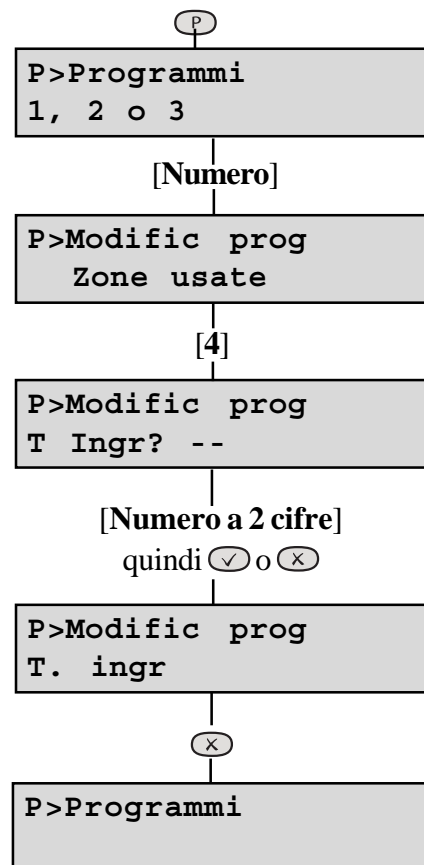 P
P>Programmi
1, 2 o 3
[Numero]
P>Modific prog
Zone usate
[4]
P>Modific prog
T Ingr? --
[Numero a 2 cifre]
quindi ✓ o ×
P>Modific prog
T. ingr
×
P>Programmi